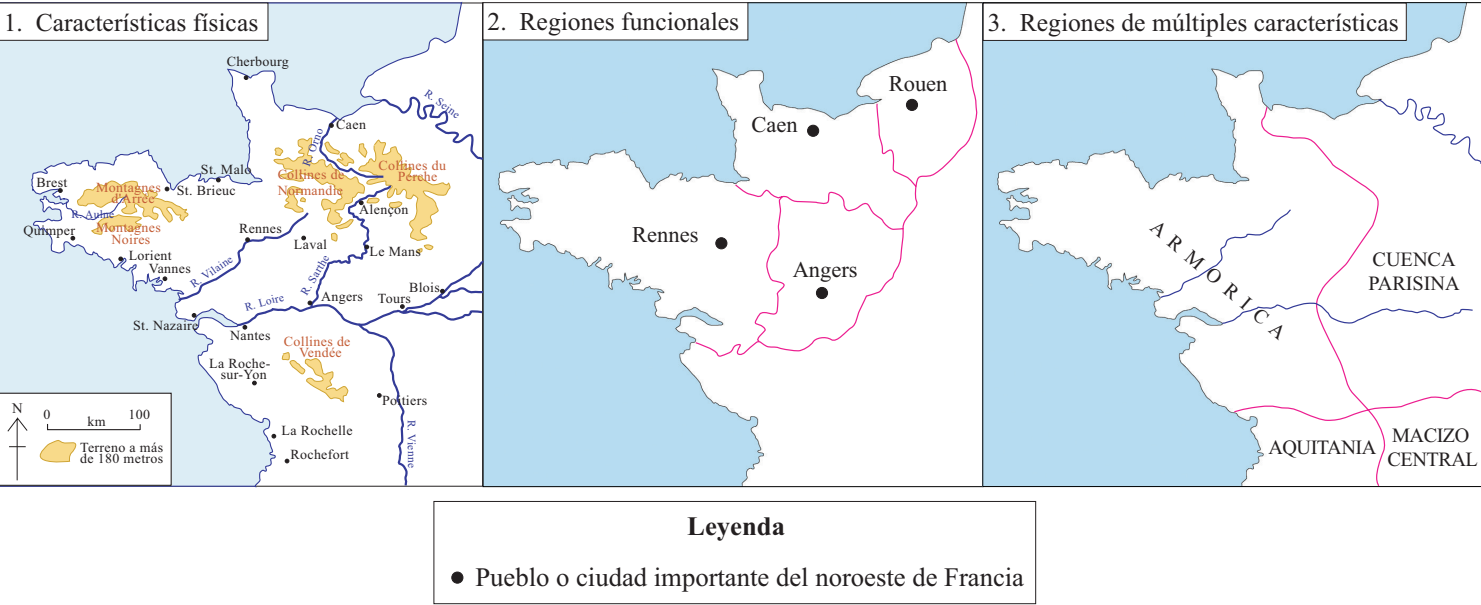 1. Características físicas
Cherbourg
R. Seine
Caen
R. Orno
Collines du
Perche
Collines de
Normandie
St. Malo
St. Brieuc
Brest
Montagnes
d'Arrée
R. Aulne
Montagnes
Noires
Quimper
Alençon
Rennes
Laval
Le Mans
Lorient
Vannes
R. Vilaine
R. Sarthe
R. Loire
Angers
Tours
Blois
St. Nazaire
Nantes
Collines de
Vendée
La Roche-
sur-Yon
Poitiers
R. Vienne
La Rochelle
Rochefort
N
0 100
km
Terreno a más
de 180 metros
2. Regiones funcionales
Rouen
Caen
Rennes
Angers
3. Regiones de múltiples características
ARMORICA
CUENCA
PARISINA
AQUITANIA
MACIZO
CENTRAL
Leyenda
Pueblo o ciudad importante del noroeste de Francia